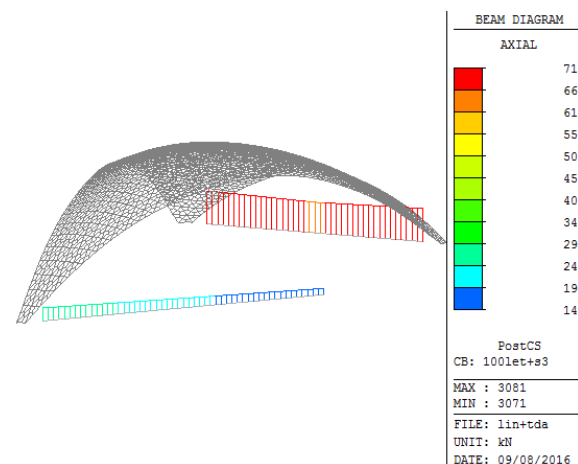 BEAM DIAGRAM
AXIAL
71
66
61
55
50
45
40
34
29
24
19
14
PostCS
CB: 100let+s3
MAX : 3081
MIN : 3071
FILE: lin+tda
UNIT: kN
DATE: 09/08/2016